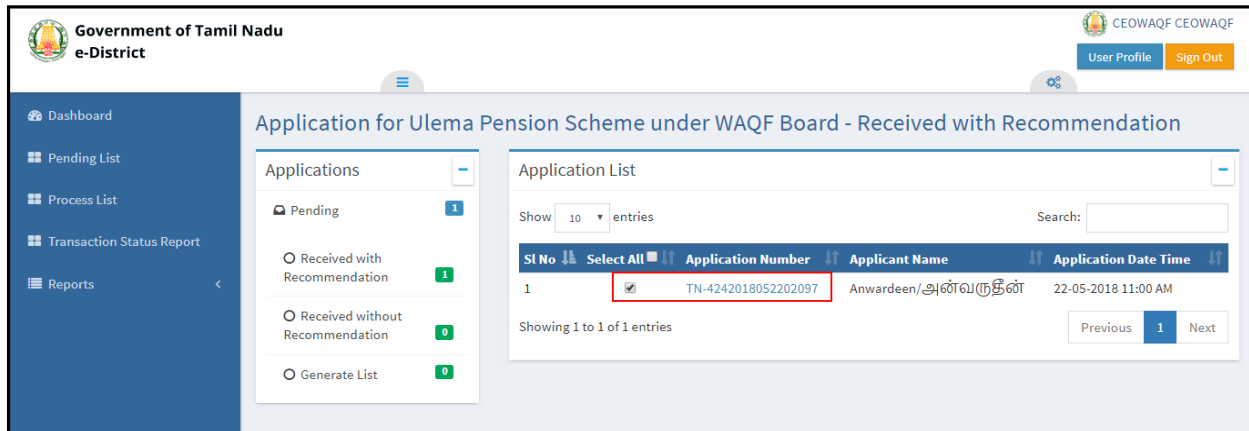 Government of Tamil Nadu
e-District
CEOWAQF CEOWAQF
User Profile
Sign Out
Dashboard
Pending List
Process List
Transaction Status Report
Reports
Application for Ulema Pension Scheme under WAQF Board - Received with Recommendation
Applications
Pending 1
Received with
Recommendation 1
Received without
Recommendation 0
Generate List 0
Application List
Show 10 entries
Search:
Sl No Select All Application Number Applicant Name Application Date Time
1 TN-4242018052202097 Anwardeen/அன்வருதீன் 22-05-2018 11:00 AM
Showing 1 to 1 of 1 entries
Previous 1 Next